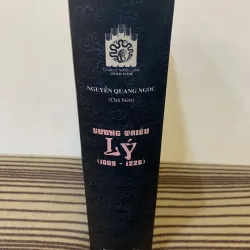 NGUYỄN QUANG NGỌC
(Chủ biên)
VƯƠNG TRIỀU
LÝ
(1009 - 1226)